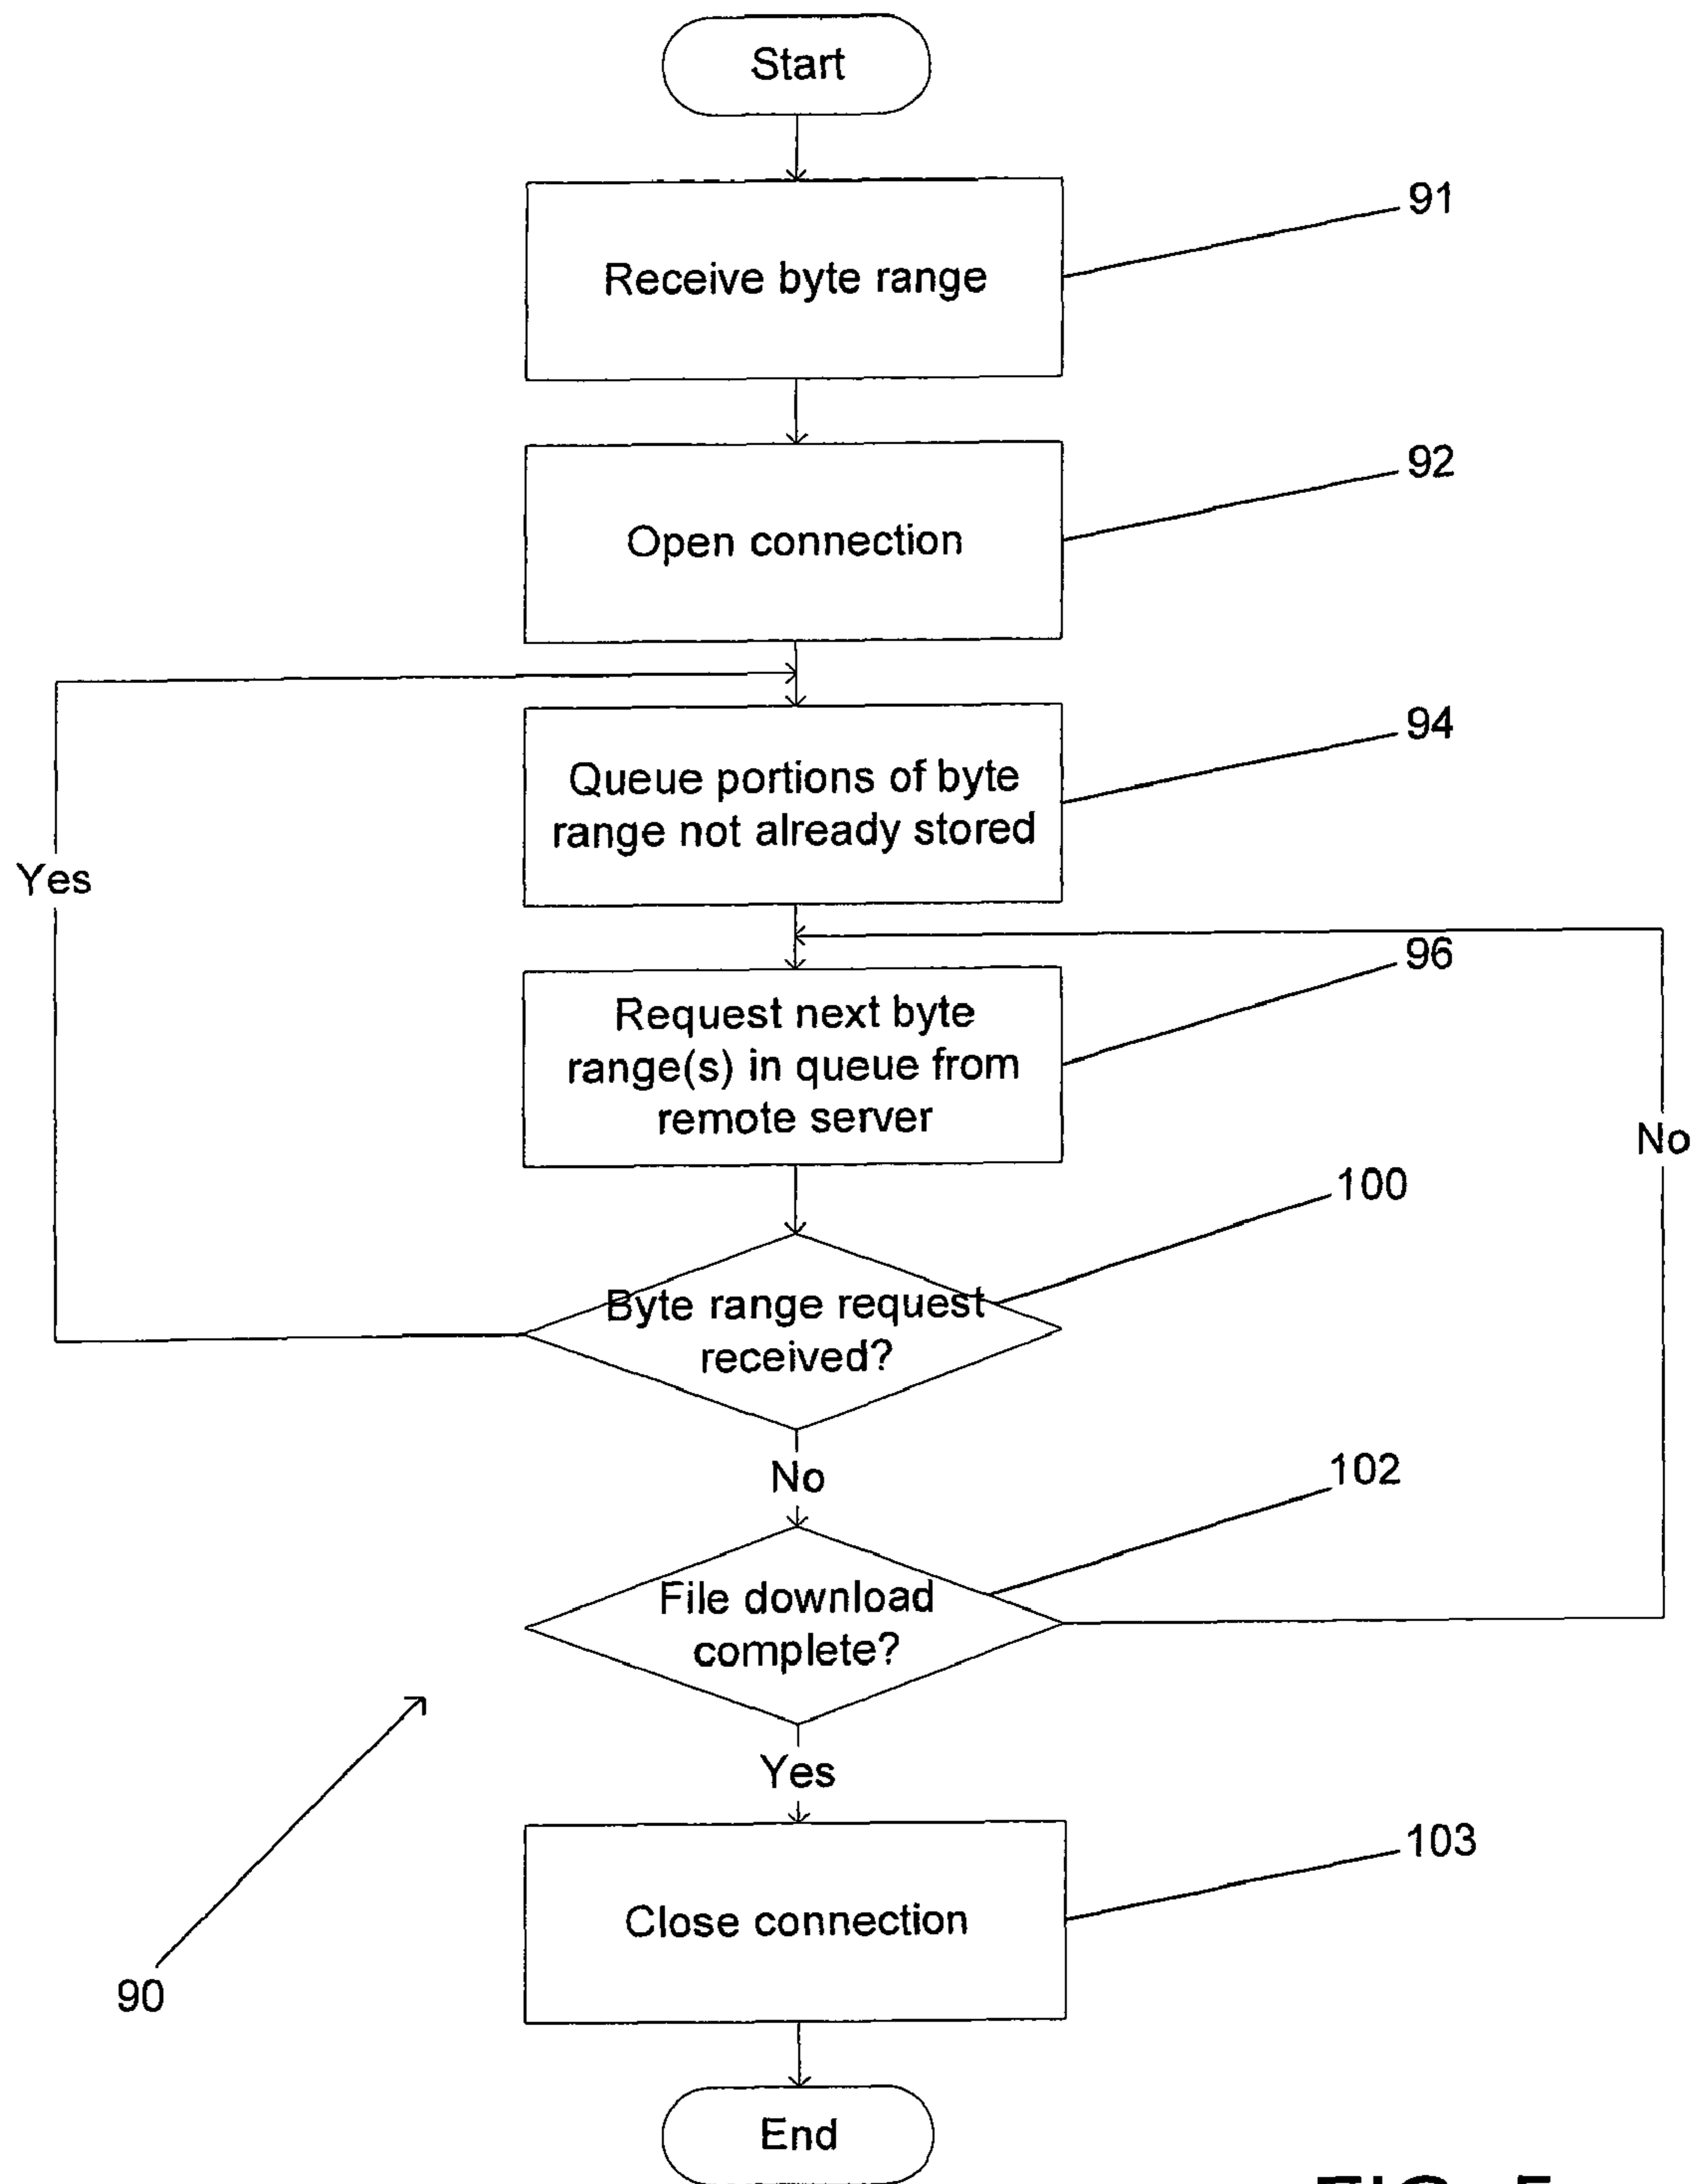 Start
91
Receive byte range
92
Open connection
94
Queue portions of byte
range not already stored
Yes
96
Request next byte
range(s) in queue from
remote server
No
100
Byte range request
received?
No
102
File download
complete?
Yes
103
Close connection
90
End